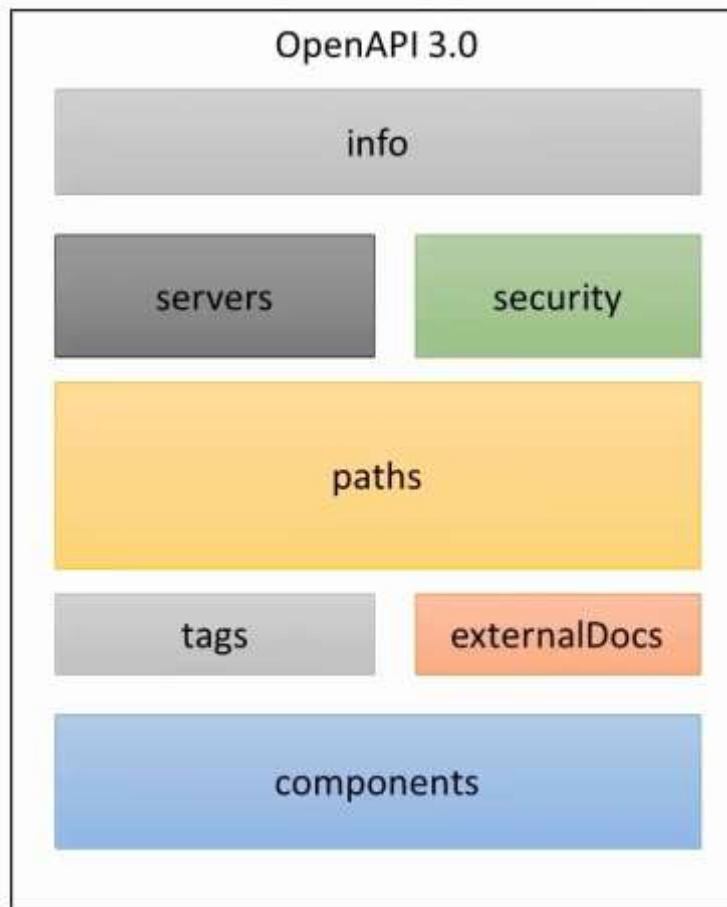 OpenAPI 3.0
info
servers
security
paths
tags
externalDocs
components